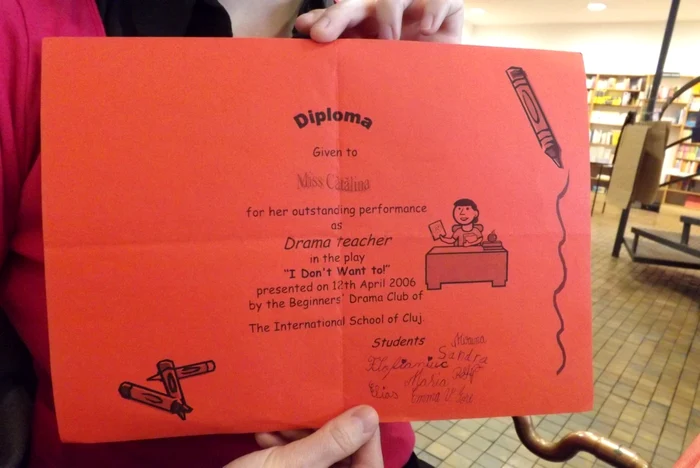 Diploma
Given to
Miss Catalina
for her outstanding performance
as
Drama teacher
in the play
"I Don't Want to!"
presented on 12th April 2006
by the Beginners' Drama Club of
The International School of Cluj.
Students
Sandra
Maria
Elias